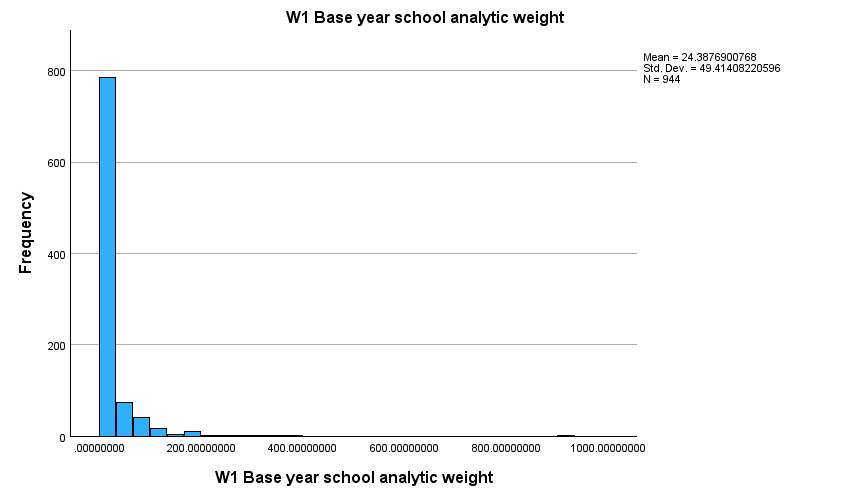 W1 Base year school analytic weight
Mean = 24.3876900768
Std. Dev. = 49.41408220596
N = 944
800
600
400
200
0
Frequency
.00000000 200.00000000 400.00000000 600.00000000 800.00000000 1000.00000000
W1 Base year school analytic weight